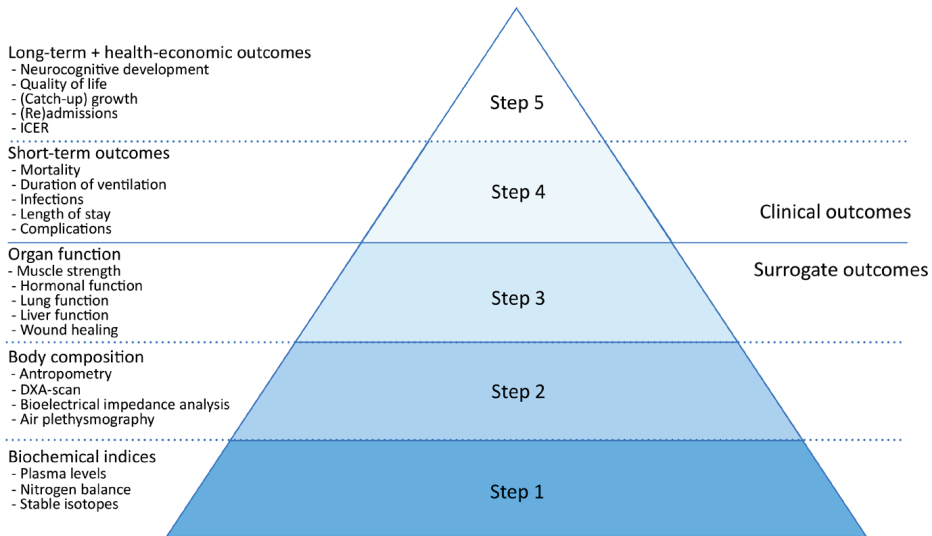 Long-term + health-economic outcomes
- Neurocognitive development
- Quality of life
- (Catch-up) growth
- (Re)admissions
- ICER
Step 5
Short-term outcomes
- Mortality
- Duration of ventilation
- Infections
- Length of stay
- Complications
Step 4
Clinical outcomes
Organ function
- Muscle strength
- Hormonal function
- Lung function
- Liver function
- Wound healing
Step 3
Surrogate outcomes
Body composition
- Antropometry
- DXA-scan
- Bioelectrical impedance analysis
- Air plethysmography
Step 2
Biochemical indices
- Plasma levels
- Nitrogen balance
- Stable isotopes
Step 1